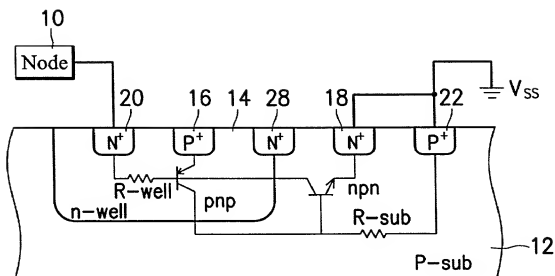 10
Node
20
16
14
28
18
22
VSS
N+
P+
N+
N+
P+
R-well
n-well
pnp
npn
R-sub
P-sub
12